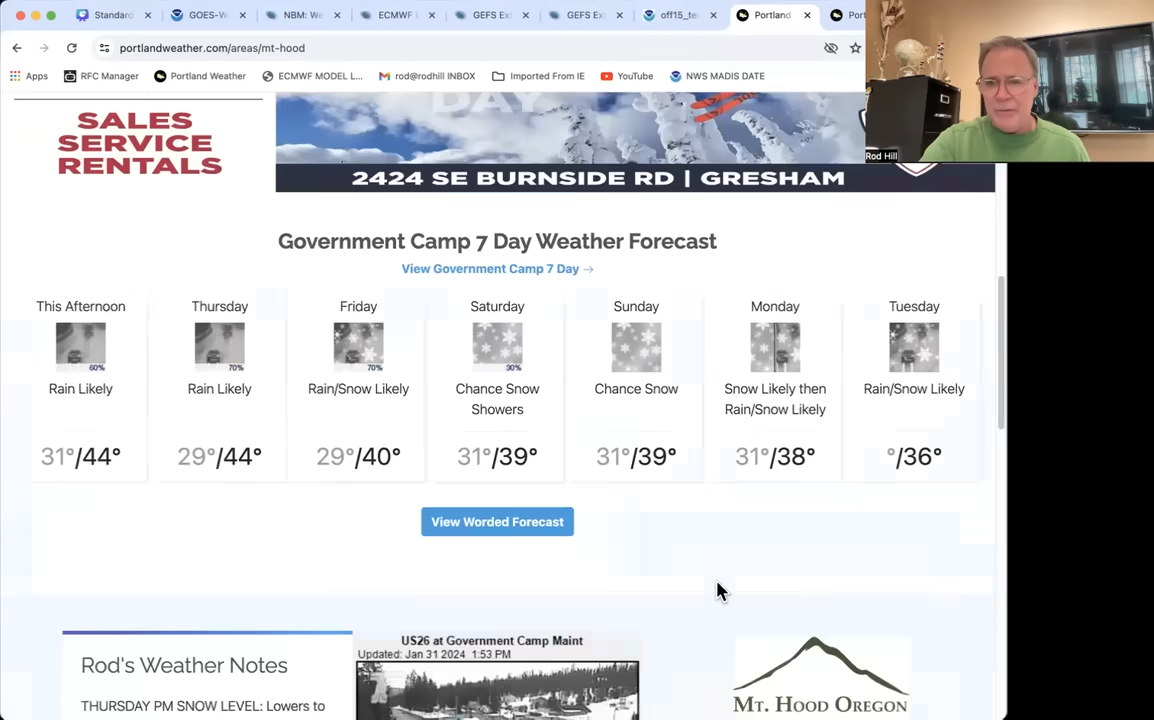 Standard
GOES-W
NBM: We
ECMWF
GEFS Ex
GEFS Ex
off15_te
Portland
Port
portlandweather.com/areas/mt-hood
Apps
RFC Manager
Portland Weather
ECMWF MODEL L...
rod@rodhill INBOX
Imported From IE
YouTube
NWS MADIS DATE
Rod Hill
DAY
SALES
SERVICE
RENTALS
2424 SE BURNSIDE RD | GRESHAM
Government Camp 7 Day Weather Forecast
View Government Camp 7 Day →
This Afternoon
60%
Rain Likely
31°/44°
Thursday
70%
Rain Likely
29°/44°
Friday
70%
Rain/Snow Likely
29°/40°
Saturday
30%
Chance Snow
Showers
31°/39°
Sunday
Chance Snow
31°/39°
Monday
Snow Likely then
Rain/Snow Likely
31°/38°
Tuesday
Rain/Snow Likely
°/36°
View Worded Forecast
Rod's Weather Notes
THURSDAY PM SNOW LEVEL: Lowers to
US26 at Government Camp Maint
Updated: Jan 31 2024 1:53 PM
MT. HOOD OREGON